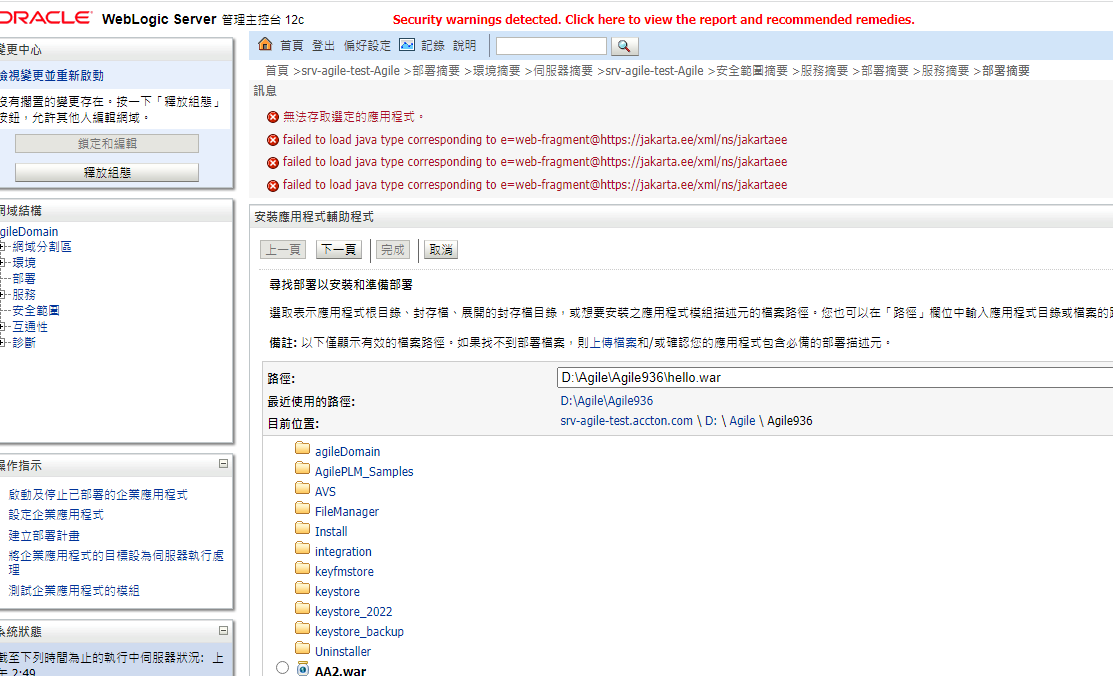 ORACLE WebLogic Server 管理主控台 12c
Security warnings detected. Click here to view the report and recommended remedies.
變更中心
檢視變更並重新啟動
沒有擱置的變更存在。按一下「釋放組態」
按鈕，允許其他人編輯網域。
鎖定和編輯
釋放組態
網域結構
agileDomain
網域分割區
環境
部署
服務
安全範圍
互通性
診斷
操作指示
啟動及停止已部署的企業應用程式
設定企業應用程式
建立部署計畫
將企業應用程式的目標設為伺服器執行處
理
測試企業應用程式的模組
系統狀態
截至下列時間為止的執行中伺服器狀況: 上
午 2:49
首頁 登出 偏好設定 記錄 說明
首頁 >srv-agile-test-Agile >部署摘要 >環境摘要 >伺服器摘要 >srv-agile-test-Agile >安全範圍摘要 >服務摘要 >部署摘要 >服務摘要 >部署摘要
訊息
無法存取選定的應用程式。
failed to load java type corresponding to e=web-fragment@https://jakarta.ee/xml/ns/jakartaee
failed to load java type corresponding to e=web-fragment@https://jakarta.ee/xml/ns/jakartaee
failed to load java type corresponding to e=web-fragment@https://jakarta.ee/xml/ns/jakartaee
安裝應用程式輔助程式
上一頁 下一頁 完成 取消
尋找部署以安裝和準備部署
選取表示應用程式根目錄、封存檔、展開的封存檔目錄，或想要安裝之應用程式模組描述元的檔案路徑。您也可以在「路徑」欄位中輸入應用程式目錄或檔案的路
備註: 以下僅顯示有效的檔案路徑。如果找不到部署檔案，則上傳檔案和/或確認您的應用程式包含必備的部署描述元。
路徑: D:\Agile\Agile936\hello.war
最近使用的路徑: D:\Agile\Agile936
目前位置: srv-agile-test.accton.com \ D: \ Agile \ Agile936
agileDomain
AgilePLM_Samples
AVS
FileManager
Install
integration
keyfmstore
keystore
keystore_2022
keystore_backup
Uninstaller
AA2.war